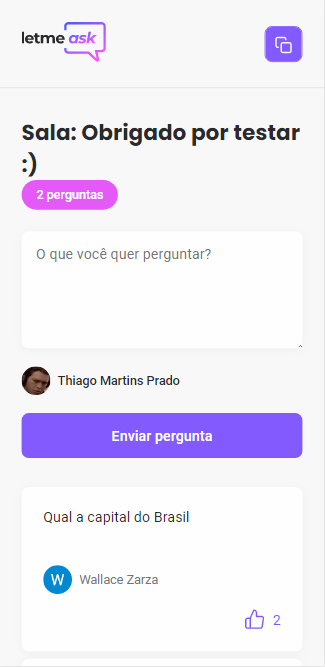 letme ask
Sala: Obrigado por testar
:)
2 perguntas
O que você quer perguntar?
Thiago Martins Prado
Enviar pergunta
Qual a capital do Brasil
W
Wallace Zarza
2